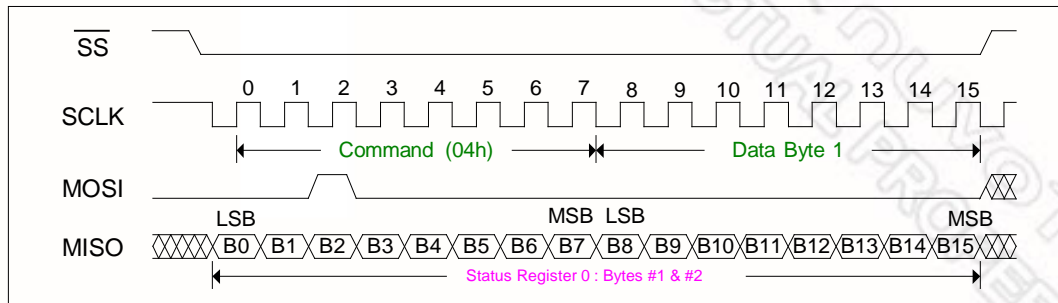 SS
0 1 2 3 4 5 6 7 8 9 10 11 12 13 14 15
SCLK
Command (04h) Data Byte 1
MOSI
LSB MSB LSB MSB
MISO B0 B1 B2 B3 B4 B5 B6 B7 B8 B9 B10 B11 B12 B13 B14 B15
Status Register 0 : Bytes #1 & #2